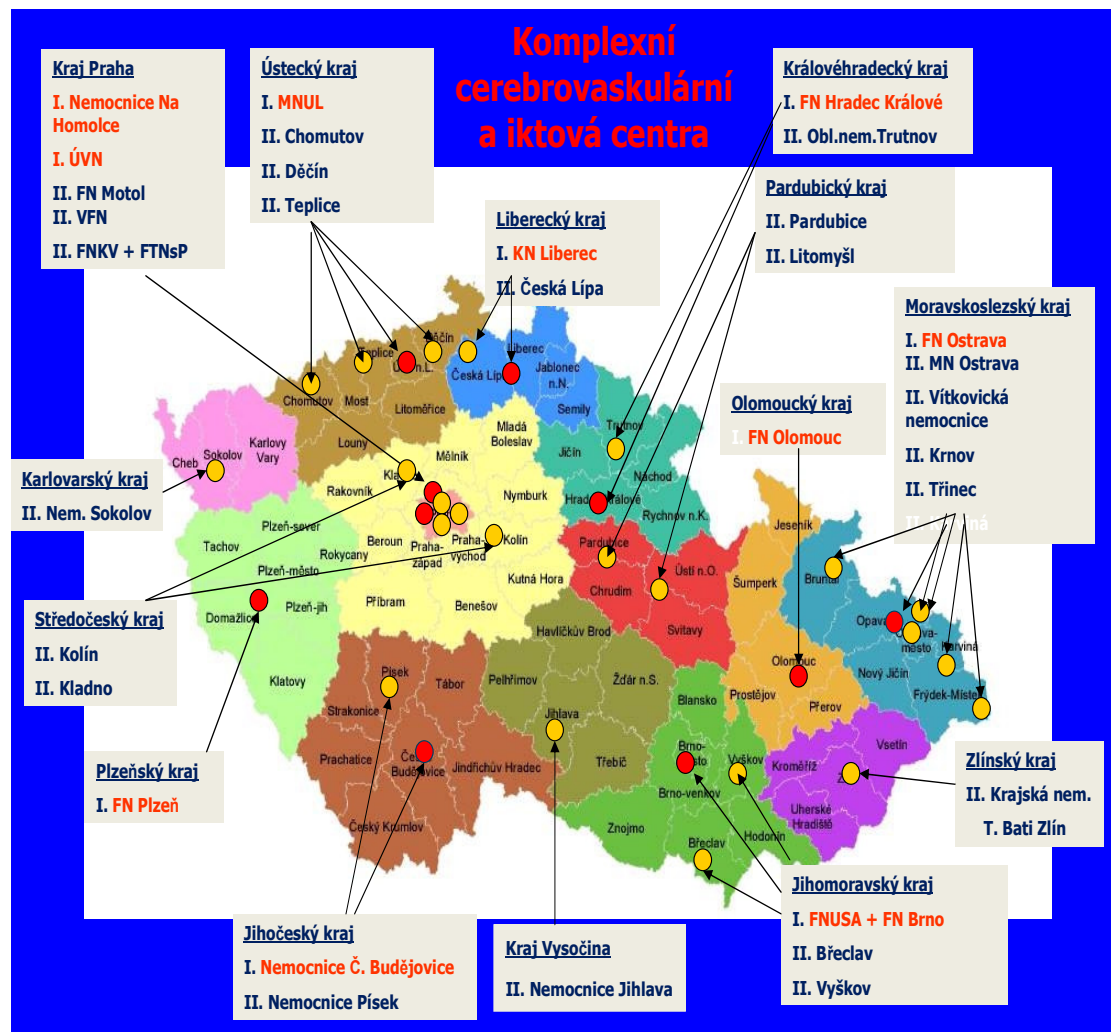 Komplexní
cerebrovaskulární
a iktová centra
Kraj Praha
I. Nemocnice Na
Homolce
I. ÚVN
II. FN Motol
II. VFN
II. FNKV + FTNsP
Ústecký kraj
I. MNUL
II. Chomutov
II. Děčín
II. Teplice
Liberecký kraj
I. KN Liberec
II. Česká Lípa
Královéhradecký kraj
I. FN Hradec Králové
II. Obl.nem.Trutnov
Pardubický kraj
II. Pardubice
II. Litomyšl
Moravskoslezský kraj
I. FN Ostrava
II. MN Ostrava
II. Vítkovická
nemocnice
II. Krnov
II. Třinec
II. Karviná
Olomoucký kraj
I. FN Olomouc
Karlovarský kraj
II. Nem. Sokolov
Středočeský kraj
II. Kolín
II. Kladno
Plzeňský kraj
I. FN Plzeň
Jihočeský kraj
I. Nemocnice Č. Budějovice
II. Nemocnice Písek
Kraj Vysočina
II. Nemocnice Jihlava
Jihomoravský kraj
I. FNUSA + FN Brno
II. Břeclav
II. Vyškov
Zlínský kraj
II. Krajská nem.
T. Bati Zlín
Děčín
Teplice
Chomutov
Most
Litoměřice
Louny
Česká Lípa
Liberec
Jablonec
n.N.
Semily
Mladá
Boleslav
Mělník
Trutnov
Jičín
Náchod
Hradec Králové
Rychnov n.K.
Cheb
Sokolov
Karlovy
Vary
Rakovník
Nymburk
Beroun
Praha-
západ
Praha-
východ
Kolín
Kutná Hora
Příbram
Benešov
Plzeň-sever
Tachov
Rokycany
Plzeň-město
Plzeň-jih
Domažlice
Klatovy
Pardubice
Chrudim
Ústí n.O.
Svitavy
Jeseník
Šumperk
Bruntál
Opava
Karviná
Nový Jičín
Frýdek-Místek
Olomouc
Prostějov
Přerov
Havlíčkův Brod
Pelhřimov
Žďár n.S.
Jihlava
Třebíč
Písek
Tábor
Strakonice
Prachatice
Budějovice
Jindřichův Hradec
Český Krumlov
Blansko
Brno-
Vyškov
Brno-venkov
Znojmo
Břeclav
Hodonín
Kroměříž
Vsetín
Uherské
Hradiště